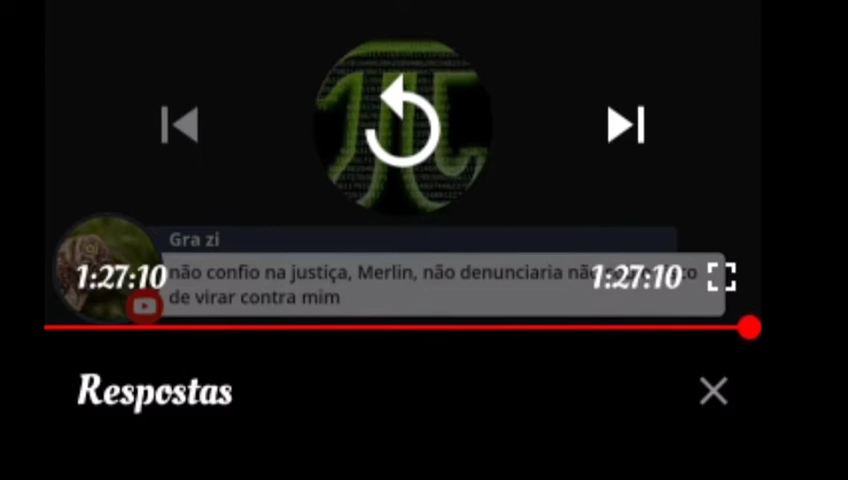 Gra zi
não confio na justiça, Merlin, não denunciaria
de virar contra mim
1:27:10
1:27:10
Respostas